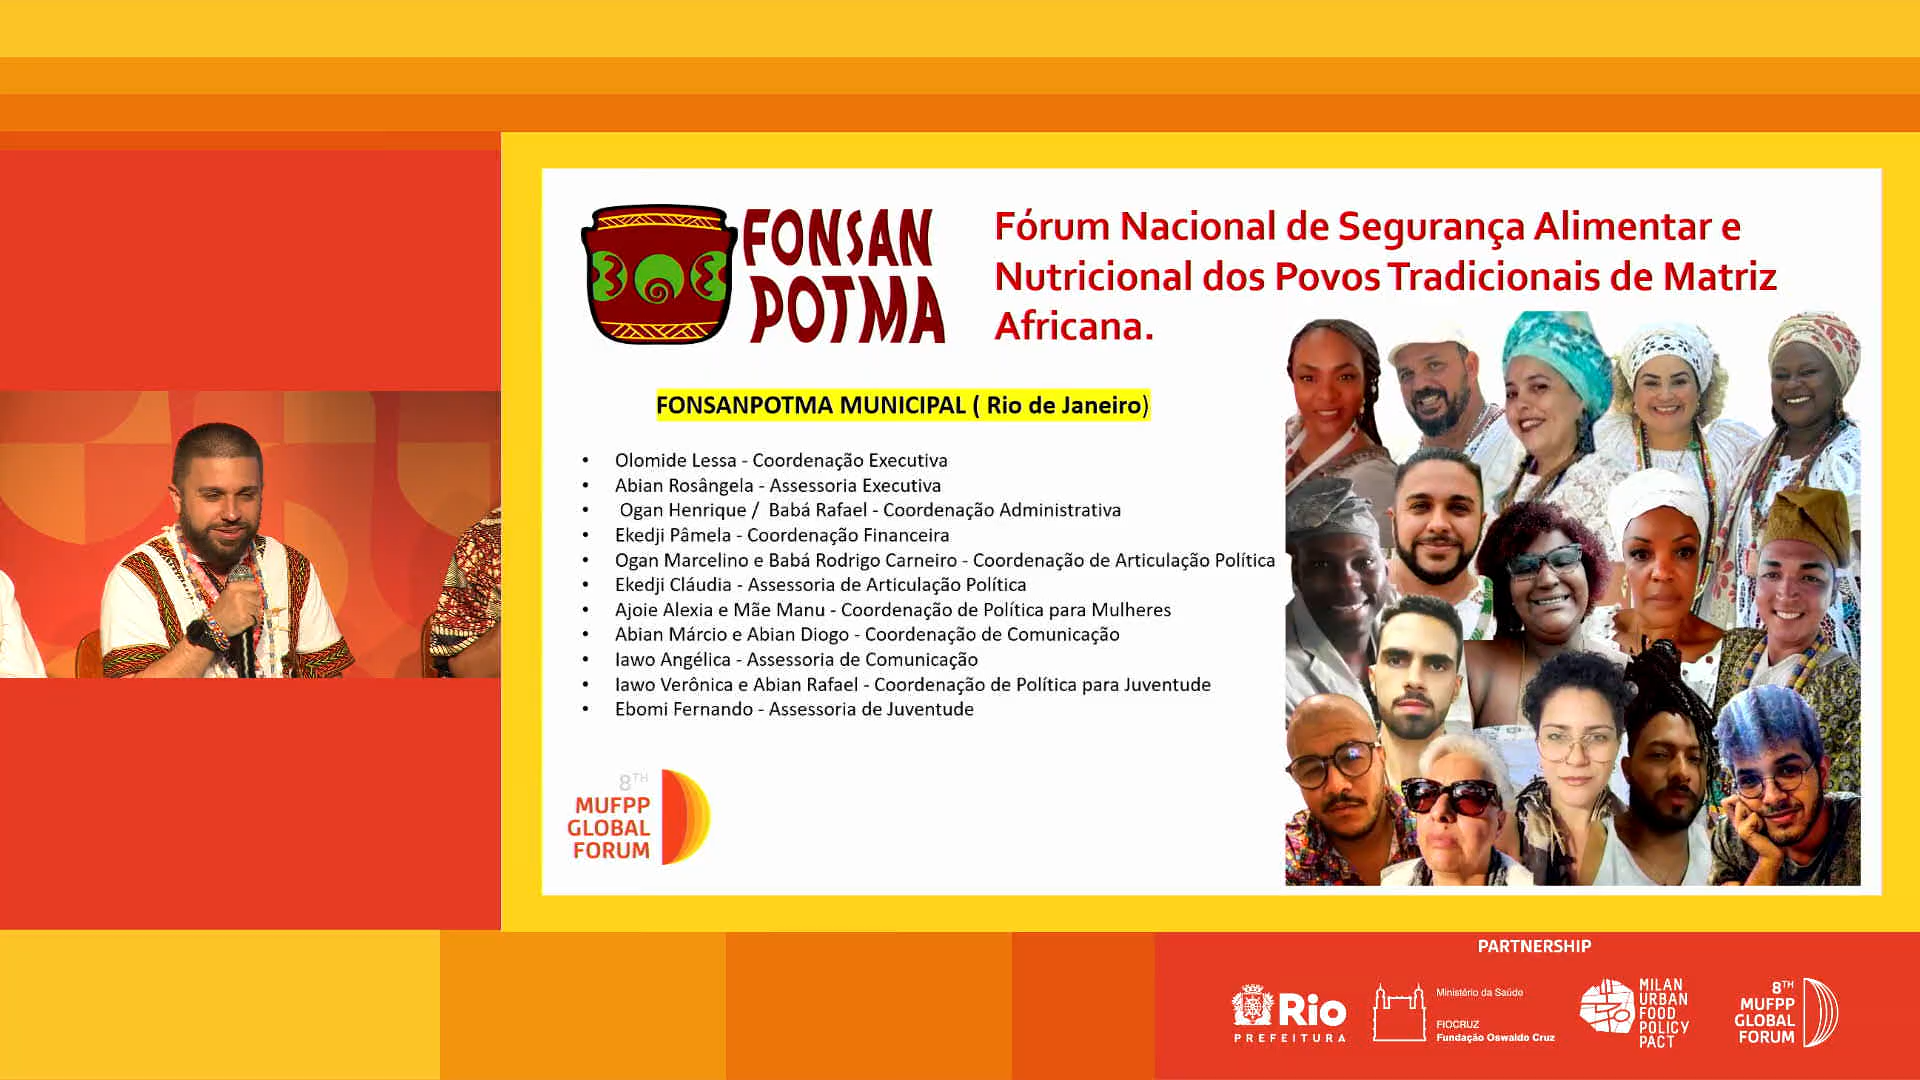 FONSAN
POTMA
Fórum Nacional de Segurança Alimentar e
Nutricional dos Povos Tradicionais de Matriz
Africana.
FONSANPOTMA MUNICIPAL ( Rio de Janeiro)
• Olomide Lessa - Coordenação Executiva
• Abian Rosângela - Assessoria Executiva
• Ogan Henrique / Babá Rafael - Coordenação Administrativa
• Ekedji Pâmela - Coordenação Financeira
• Ogan Marcelino e Babá Rodrigo Carneiro - Coordenação de Articulação Política
• Ekedji Cláudia - Assessoria de Articulação Política
• Ajoie Alexia e Mãe Manu - Coordenação de Política para Mulheres
• Abian Márcio e Abian Diogo - Coordenação de Comunicação
• Iawo Angélica - Assessoria de Comunicação
• Iawo Verônica e Abian Rafael - Coordenação de Política para Juventude
• Ebomi Fernando - Assessoria de Juventude
8TH
MUFPP
GLOBAL
FORUM
PARTNERSHIP
Rio
PREFEITURA
Ministério da Saúde
FIOCRUZ
Fundação Oswaldo Cruz
MILAN
URBAN
FOOD
POLICY
PACT
8TH
MUFPP
GLOBAL
FORUM